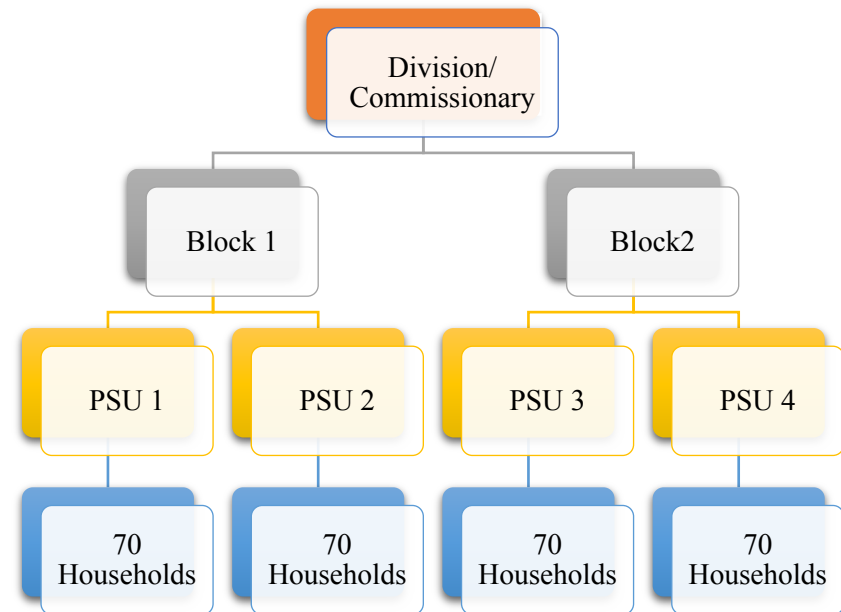 Division/
Commissionary
Block 1
Block2
PSU 1
PSU 2
PSU 3
PSU 4
70
Households
70
Households
70
Households
70
Households